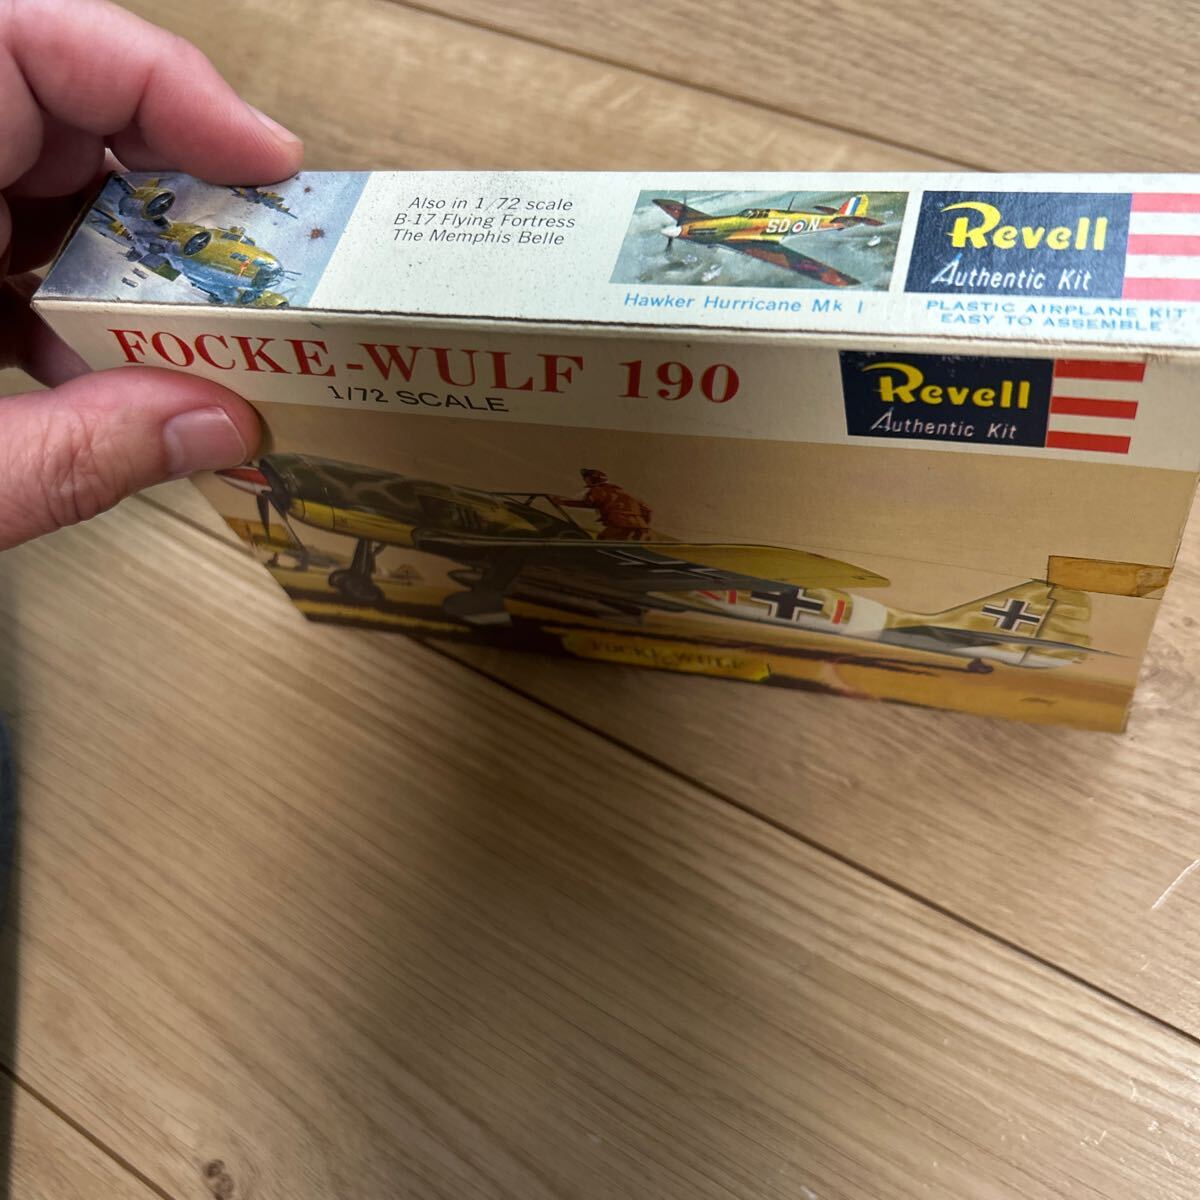 Also in 1/72 scale
B-17 Flying Fortress
The Memphis Belle
SD N
Hawker Hurricane Mk I
Revell
Authentic Kit
PLASTIC AIRPLANE KIT
EASY TO ASSEMBLE
FOCKE-WULF 190
1/72 SCALE
Revell
Authentic Kit
FOCKE-WULF